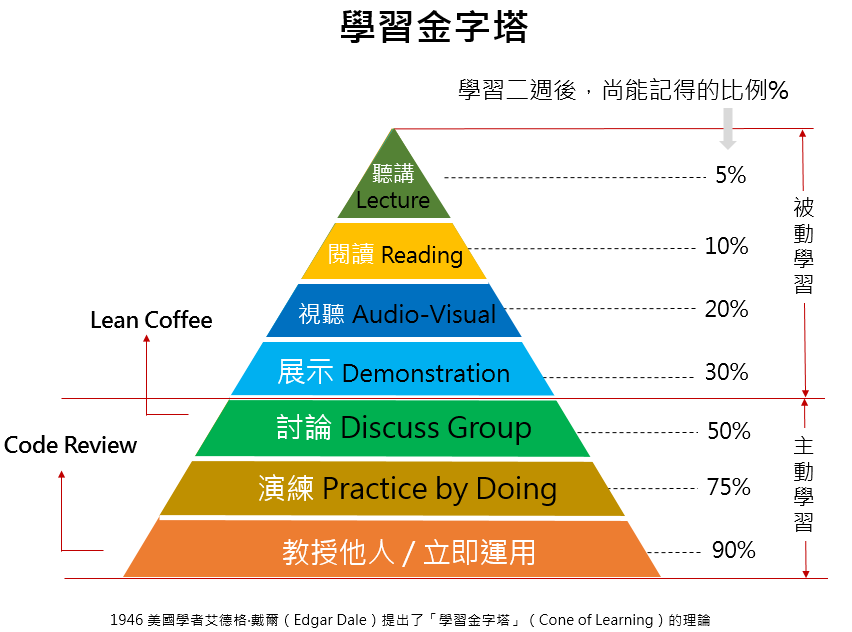 學習金字塔
學習二週後，尚能記得的比例%
聽講
Lecture
5%
閱讀 Reading
10%
視聽 Audio-Visual
20%
展示 Demonstration
30%
被動學習
Lean Coffee
討論 Discuss Group
50%
Code Review
演練 Practice by Doing
75%
教授他人 / 立即運用
90%
主動學習
1946 美國學者艾德格‧戴爾（Edgar Dale）提出了「學習金字塔」（Cone of Learning）的理論